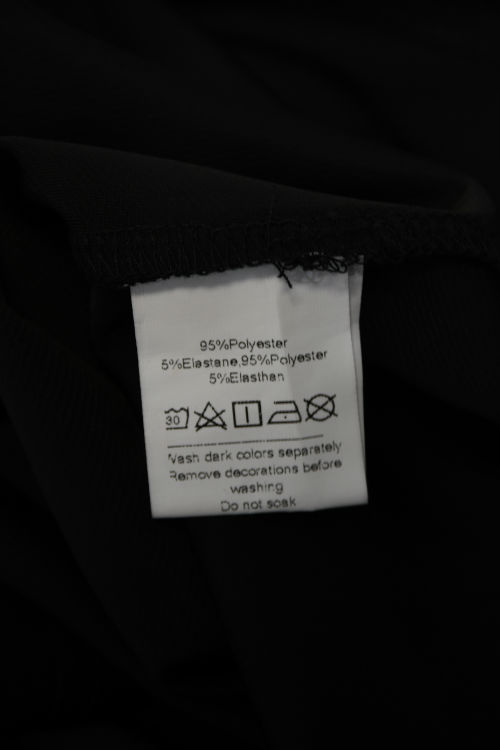 95%Polyester
5%Elastane,95%Polyester
5%Elasthan
30
Wash dark colors separately
Remove decorations before
washing
Do not soak